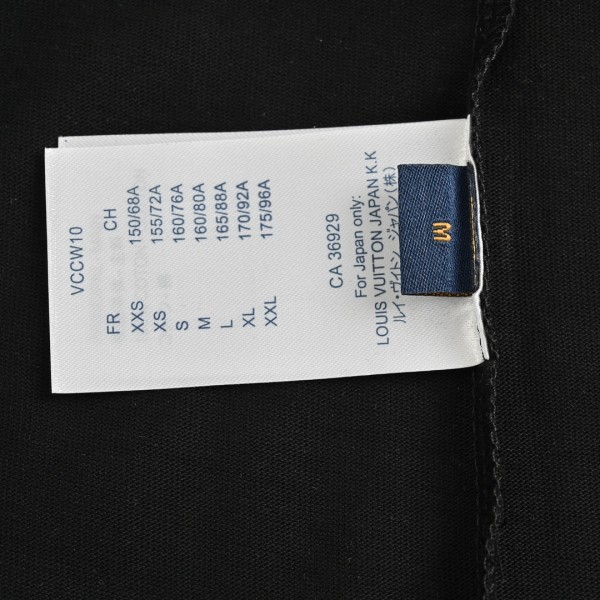 VCCW10
FR CH
XXS 150/68A
XS 155/72A
S 160/76A
M 160/80A
L 165/88A
XL 170/92A
XXL 175/96A
CA 36929
For Japan only:
LOUIS VUITTON JAPAN K.K
ルイ・ヴィトン ジャパン(株)
M